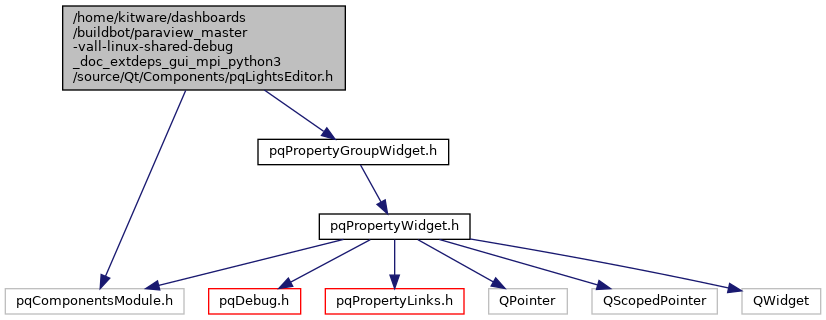 /home/kitware/dashboards
/buildbot/paraview_master
-vall-linux-shared-debug
_doc_extdeps_gui_mpi_python3
/source/Qt/Components/pqLightsEditor.h
pqPropertyGroupWidget.h
pqPropertyWidget.h
pqComponentsModule.h
pqDebug.h
pqPropertyLinks.h
QPointer
QScopedPointer
QWidget